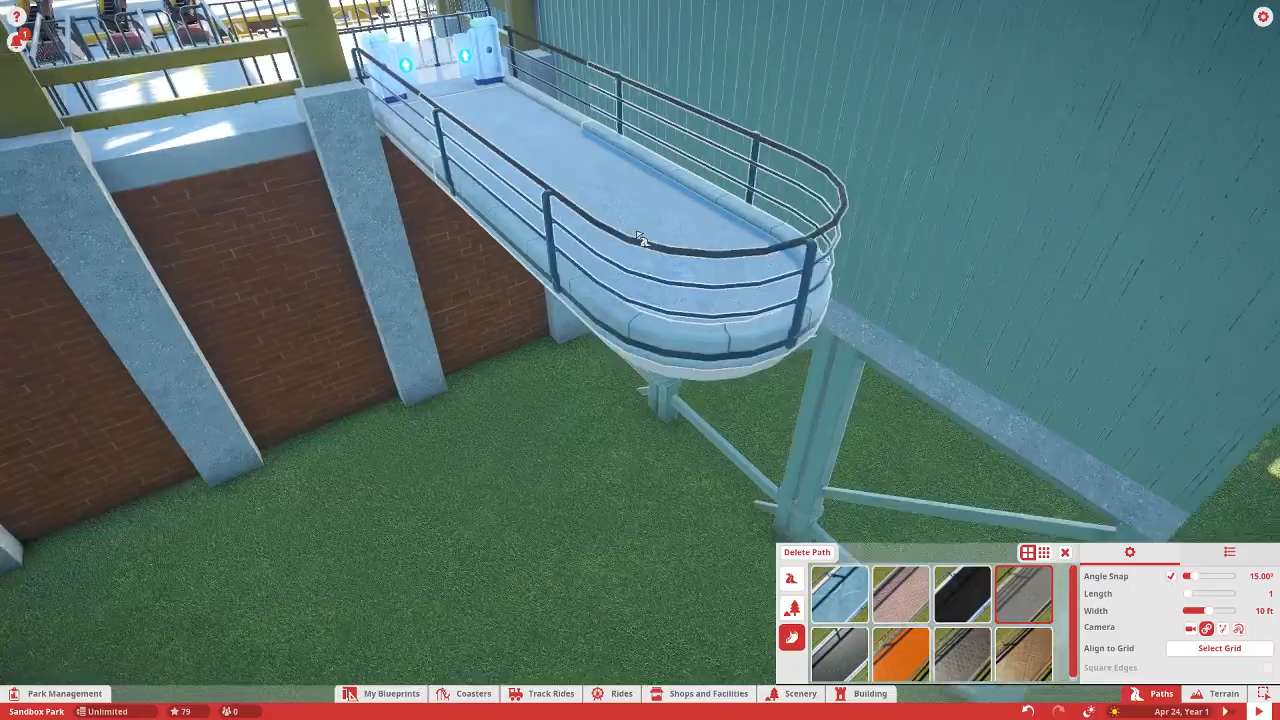 ?
1
Delete Path
Angle Snap 15.00°
Length 1
Width 10 ft
Camera
Align to Grid Select Grid
Square Edges
Park Management My Blueprints Coasters Track Rides Rides Shops and Facilities Scenery Building Paths Terrain
Sandbox Park Unlimited 79 0 Apr 24, Year 1